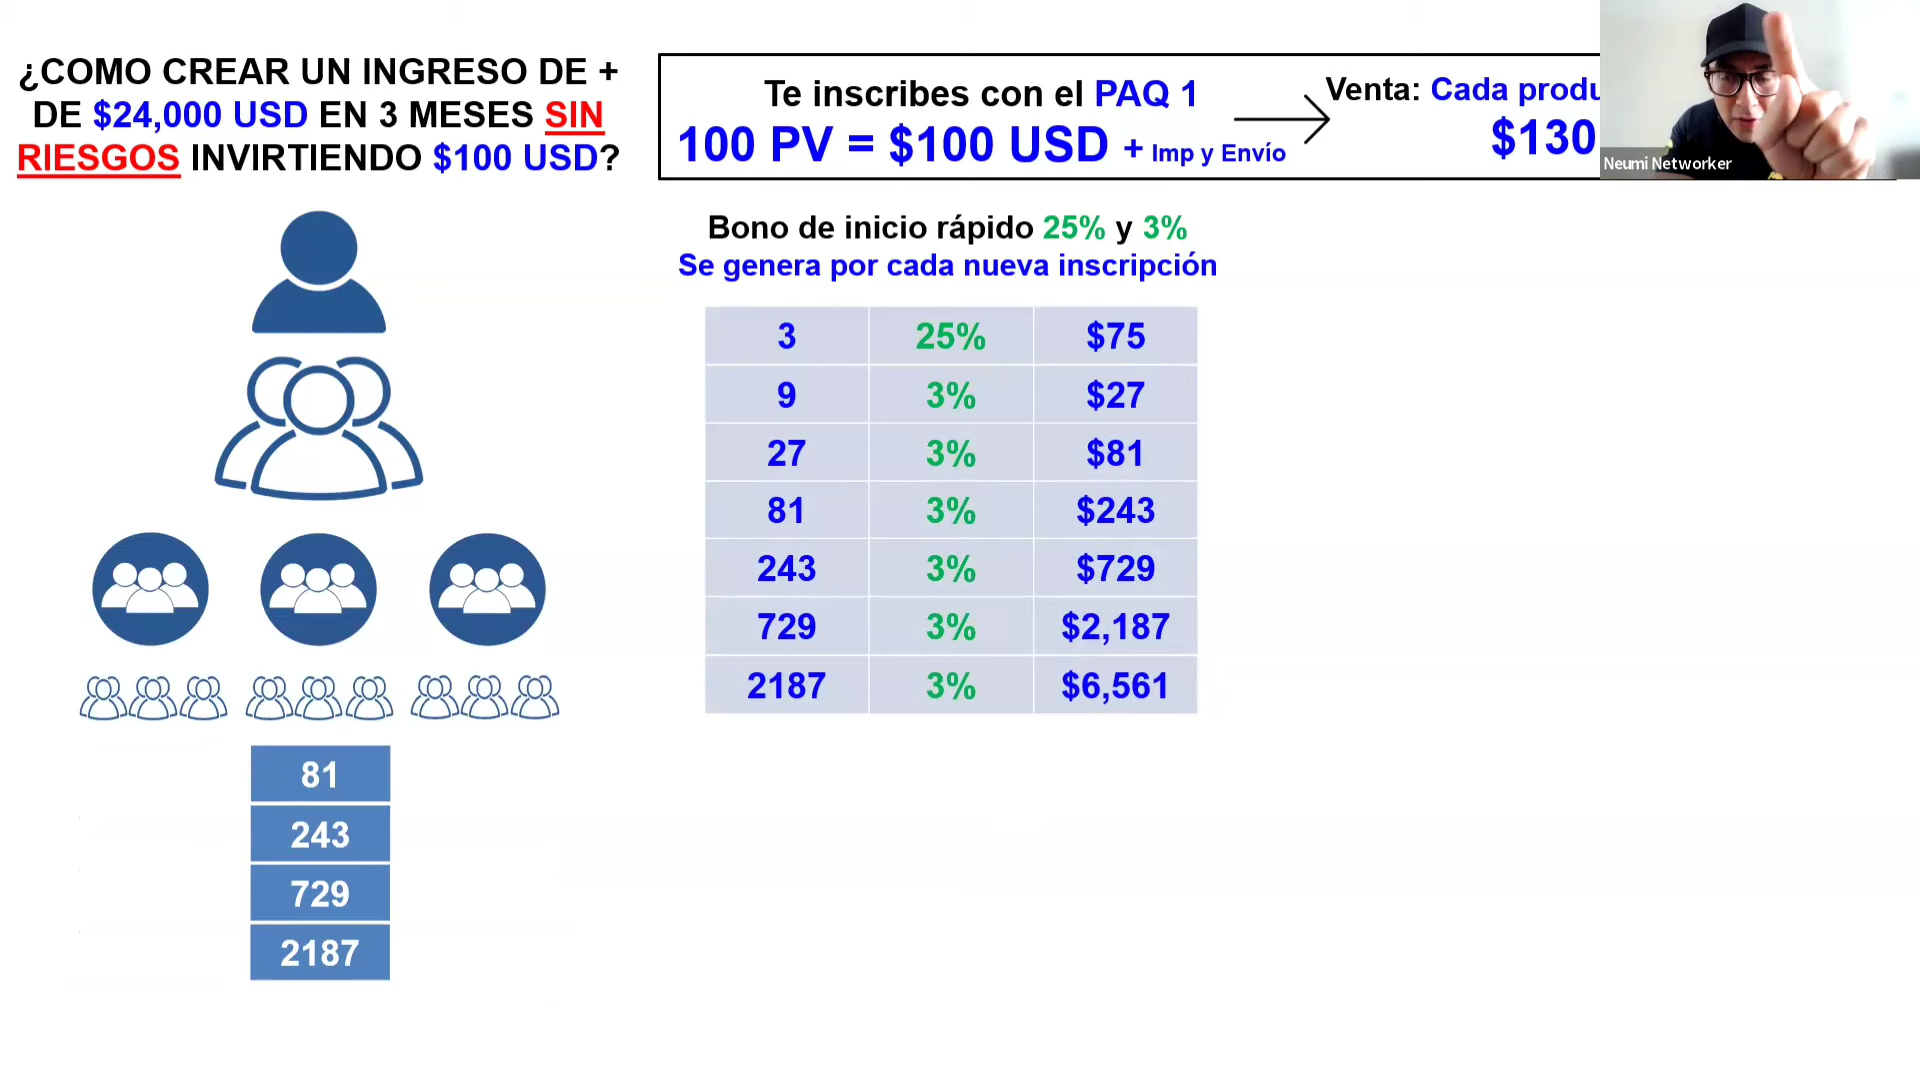 ¿COMO CREAR UN INGRESO DE +
DE $24,000 USD EN 3 MESES SIN
RIESGOS INVIRTIENDO $100 USD?
Te inscribes con el PAQ 1
100 PV = $100 USD + Imp y Envío
Venta: Cada produ
$130
Neumi Networker
Bono de inicio rápido 25% y 3%
Se genera por cada nueva inscripción
3 25% $75
9 3% $27
27 3% $81
81 3% $243
243 3% $729
729 3% $2,187
2187 3% $6,561
81
243
729
2187